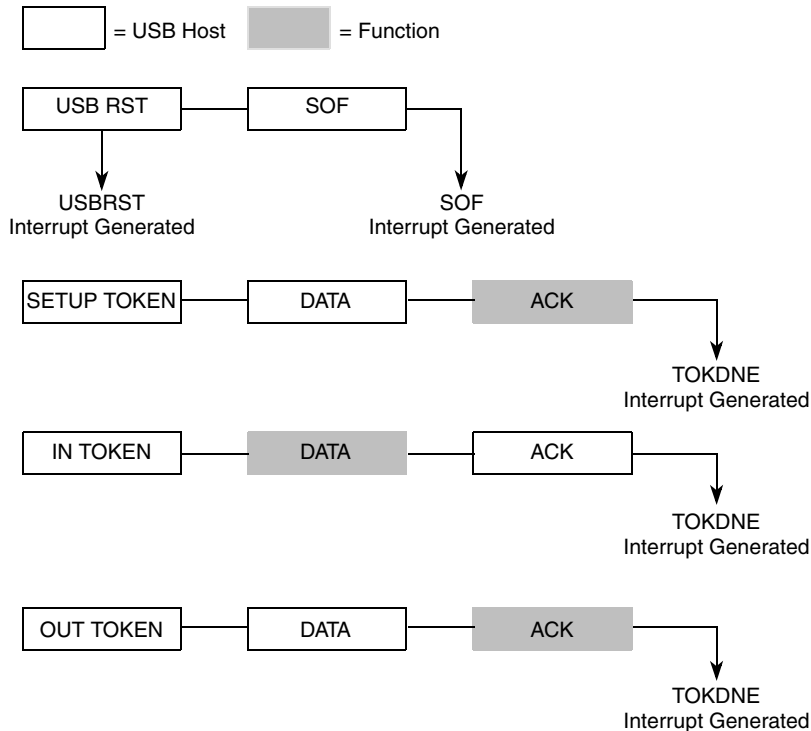 = USB Host
= Function
USB RST
SOF
USBRST
Interrupt Generated
SOF
Interrupt Generated
SETUP TOKEN
DATA
ACK
TOKDNE
Interrupt Generated
IN TOKEN
DATA
ACK
TOKDNE
Interrupt Generated
OUT TOKEN
DATA
ACK
TOKDNE
Interrupt Generated